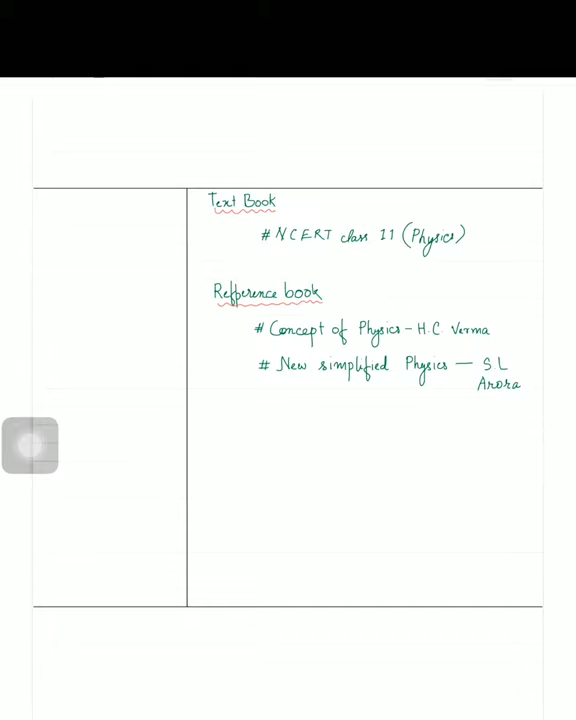 Text Book
# NCERT class 11 (Physics)
Refference book
# Concept of Physics - H.C. Verma
# New simplified Physics — S.L
Arora